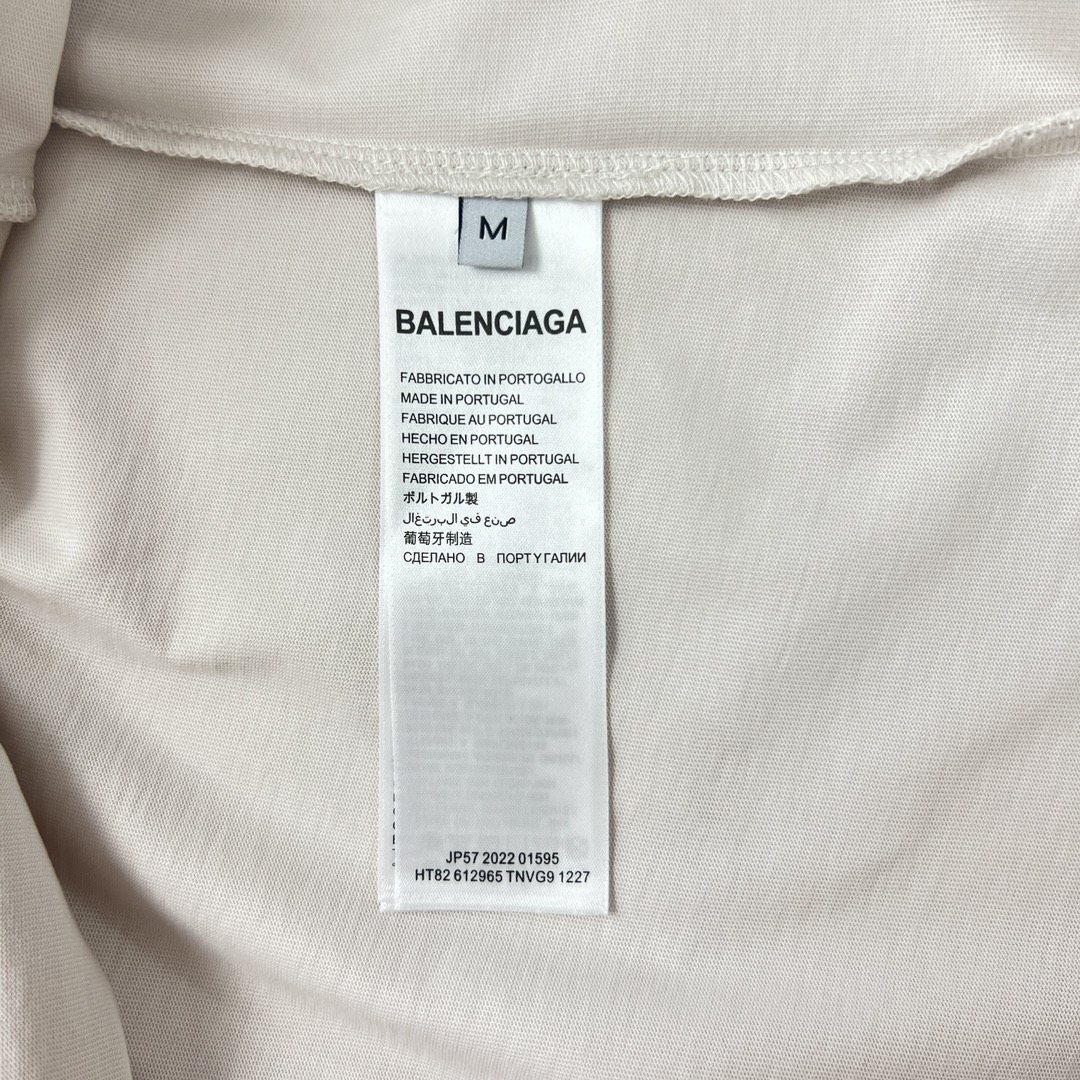 M
BALENCIAGA
FABBRICATO IN PORTOGALLO
MADE IN PORTUGAL
FABRIQUE AU PORTUGAL
HECHO EN PORTUGAL
HERGESTELLT IN PORTUGAL
FABRICADO EM PORTUGAL
ポルトガル製
صنع في البرتغال
葡萄牙制造
СДЕЛАНО В ПОРТУГАЛИИ
JP57 2022 01595
HT82 612965 TNVG9 1227